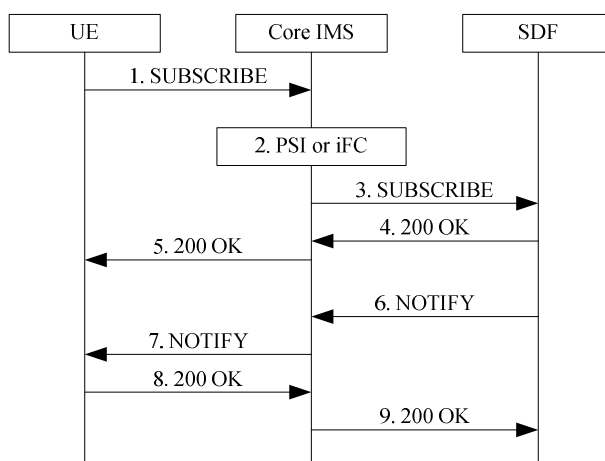 UE
Core IMS
SDF
1. SUBSCRIBE
2. PSI or iFC
3. SUBSCRIBE
4. 200 OK
5. 200 OK
6. NOTIFY
7. NOTIFY
8. 200 OK
9. 200 OK